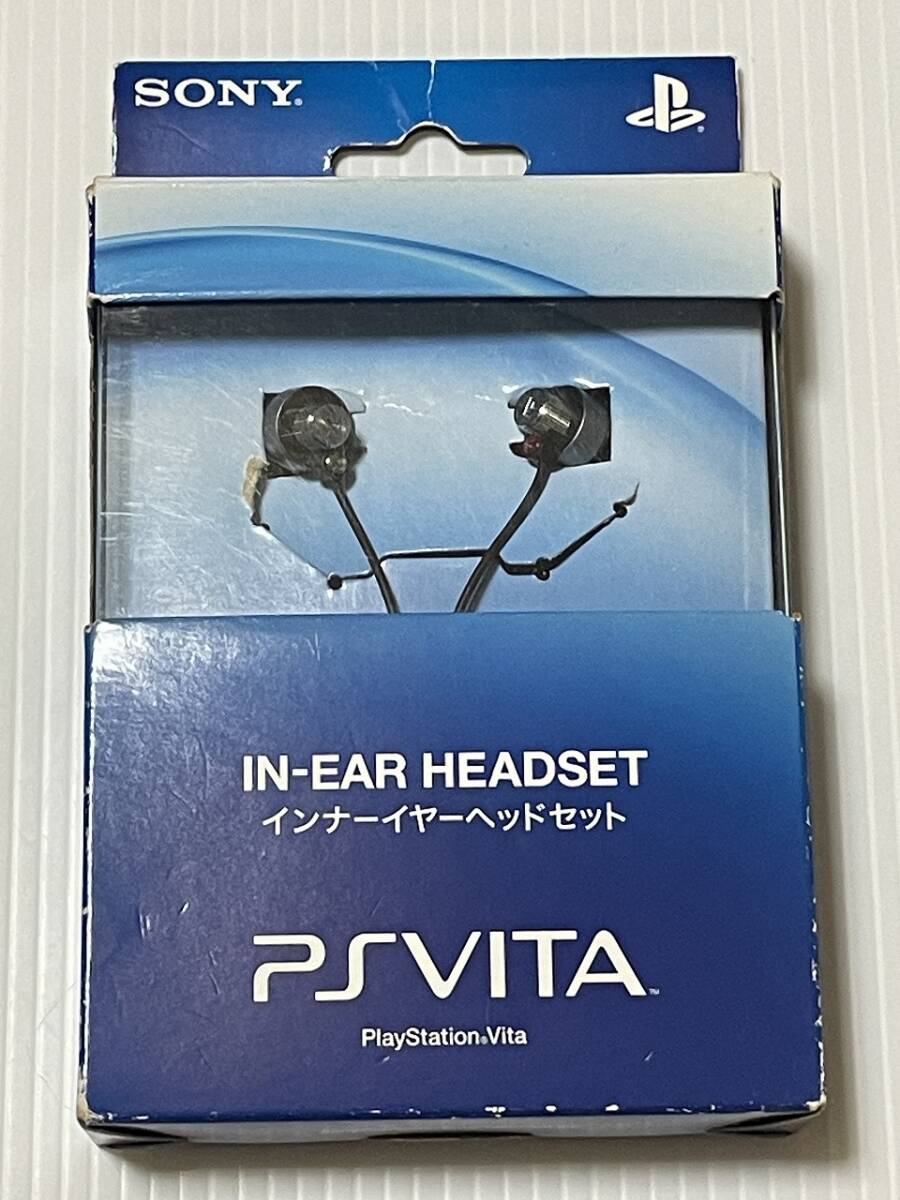 SONY®
IN-EAR HEADSET
インナーイヤーヘッドセット
PSVITA™
PlayStation®Vita